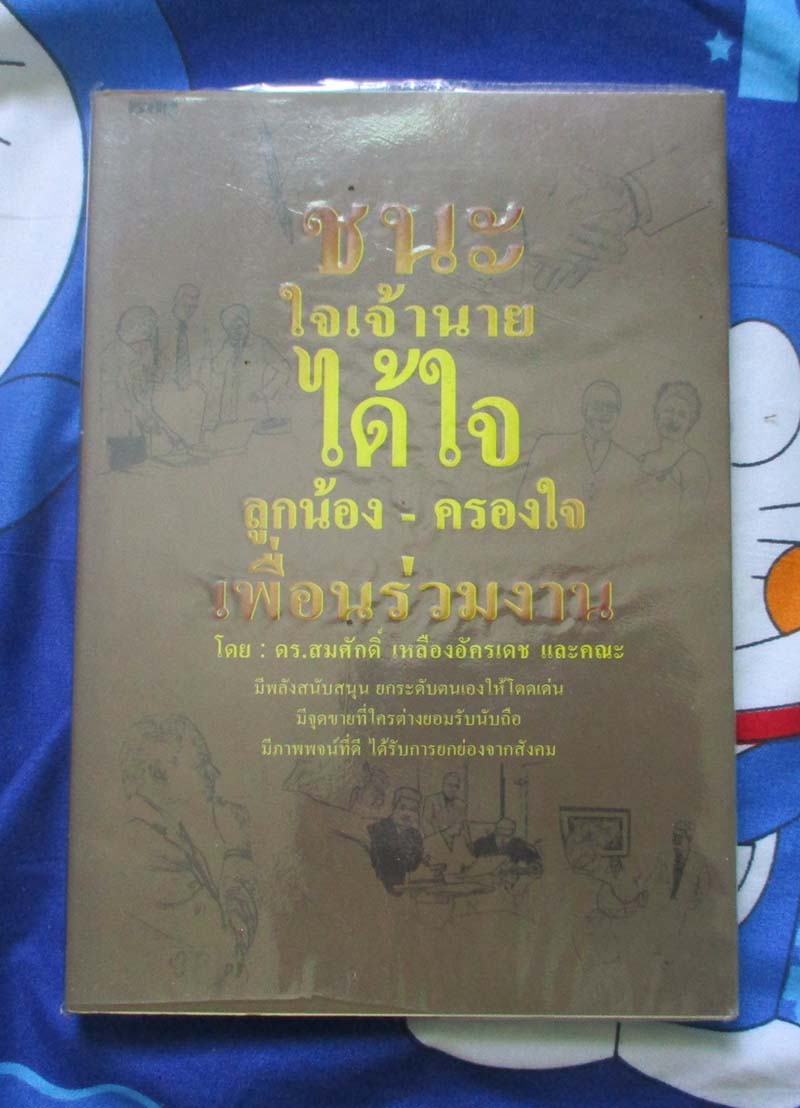 ชนะ
ใจเจ้านาย
ได้ใจ
ลูกน้อง - ครองใจ
เพื่อนร่วมงาน
โดย : ดร.สมศักดิ์ เหลืองอัครเดช และคณะ
มีพลังสนับสนุน ยกระดับตนเองให้โดดเด่น
มีจุดขายที่ใครต่างยอมรับนับถือ
มีภาพพจน์ที่ดี ได้รับการยกย่องจากสังคม